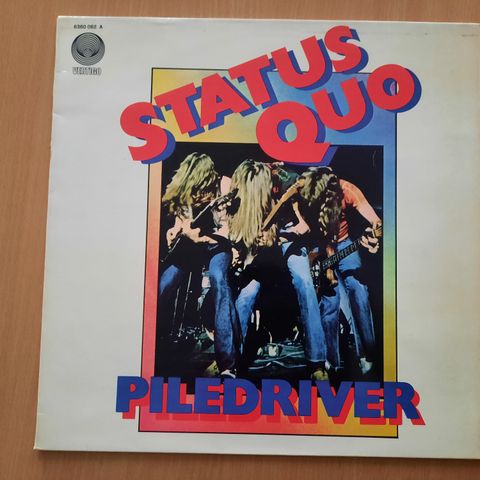 6360 082 A
VERTIGO
STATUS
QUO
PILEDRIVER